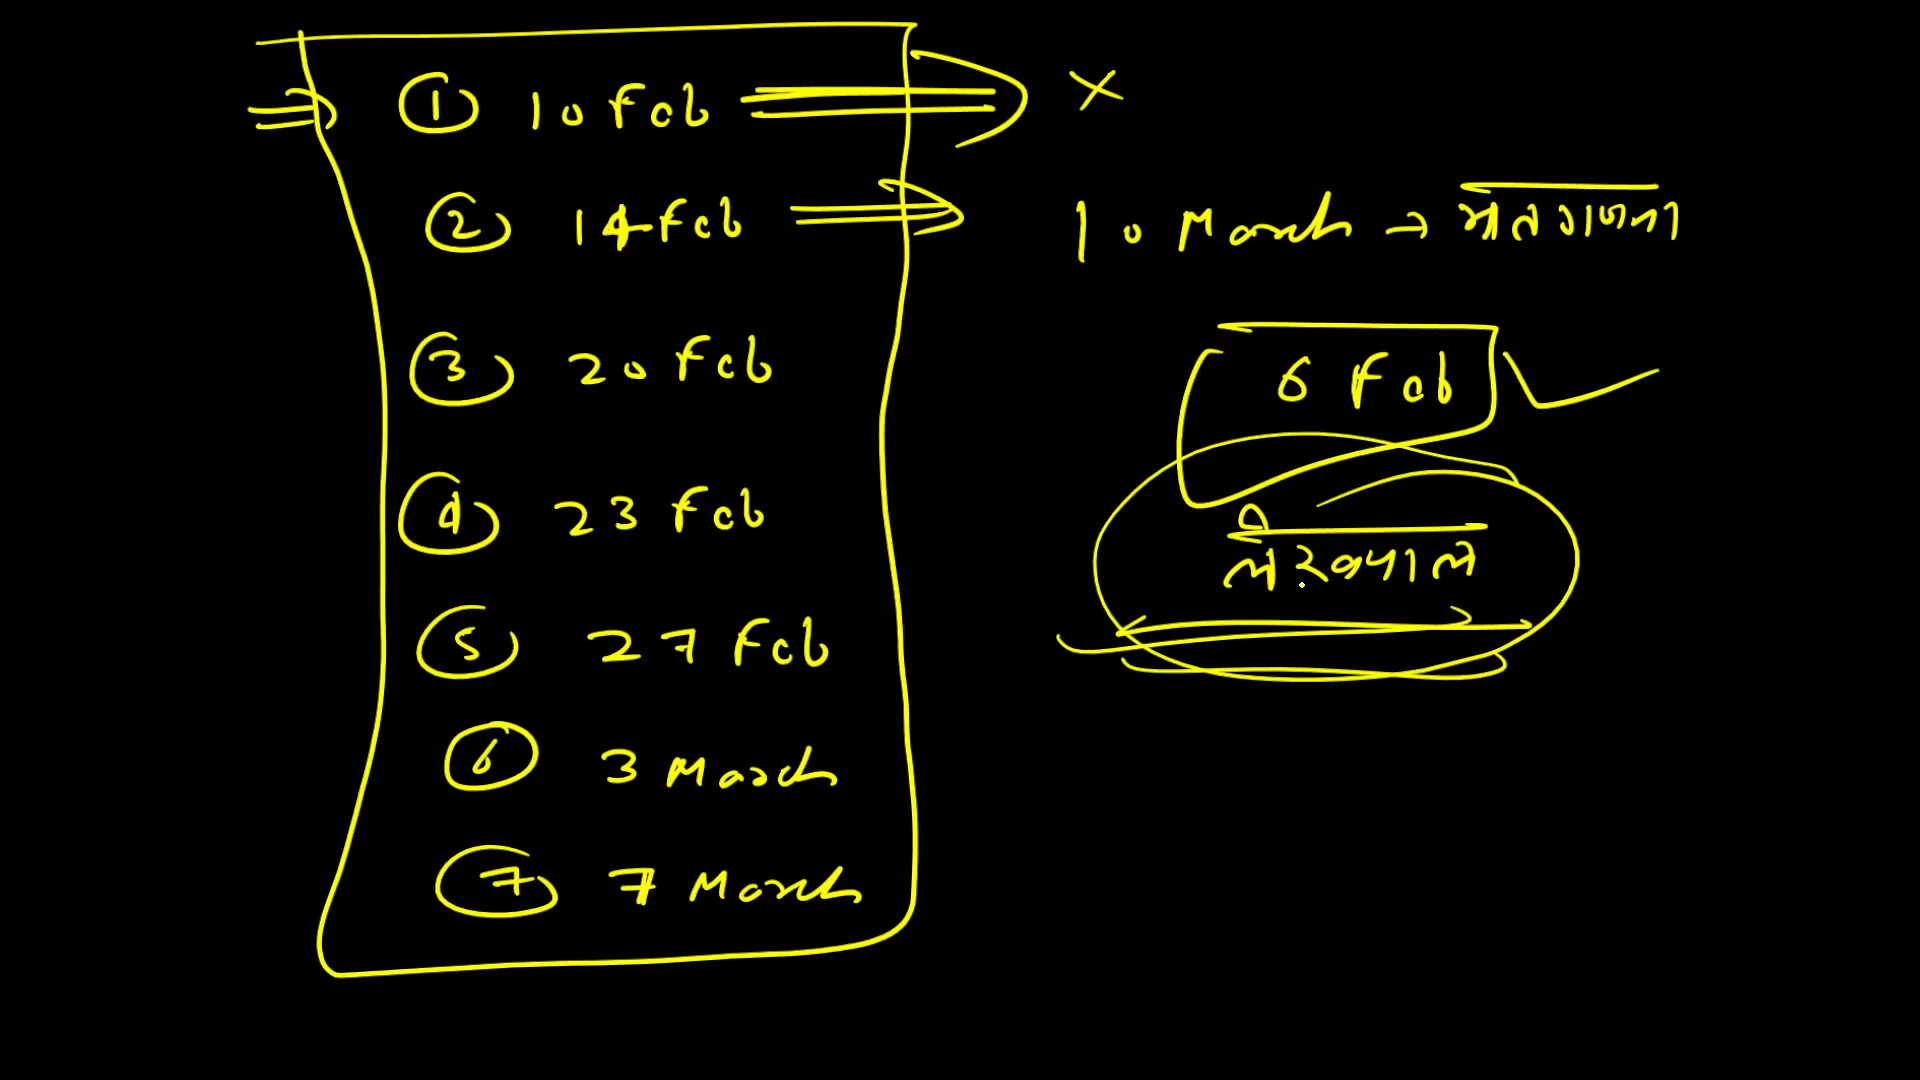 ① 10 Feb
② 14 Feb
③ 20 Feb
④ 23 Feb
⑤ 27 Feb
⑥ 3 March
⑦ 7 March
×
10 March → मतगणना
6 Feb